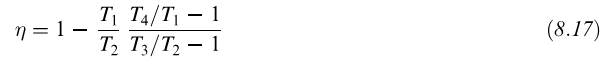 η = 1 − T₁/T₂ (T₄/T₁ − 1)/(T₃/T₂ − 1) (8.17)